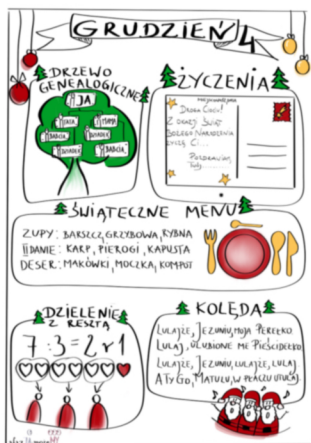 GRUDZIEŃ 4
DRZEWO
GENEALOGICZNE
JA
TATA
MAMA
DZIADEK
BABCIA
DZIADEK
BABCIA
ŻYCZENIA
DROGA CIOCIU!
Z OKAZJI ŚWIĄT
BOŻEGO NARODZENIA
ŻYCZĘ CI...
POZDRAWIAM,
ŚWIĄTECZNE MENU
ZUPY: BARSZCZ, GRZYBOWA, RYBNA
II DANIE: KARP, PIEROGI, KAPUSTA
DESER: MAKÓWKI, MOCZKA, KOMPOT
DZIELENIE
Z RESZTĄ
7:3=2 r 1
KOLĘDA
LULAJŻE, JEZUNIU, MOJA PEREŁKO
LULAJ, ULUBIONE ME PIEŚCIDEŁKO
LULAJŻE, JEZUNIU, LULAJŻE, LULAJ
A TY GO, MATULU, W PŁACZU UTULAJ